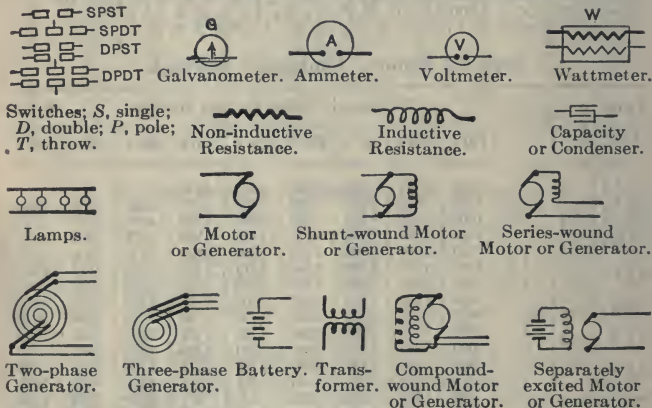 SPST
SPDT
DPST
DPDT
G
A
V
W
Galvanometer. Ammeter. Voltmeter. Wattmeter.
Switches; S, single;
D, double; P, pole;
T, throw.
Non-inductive
Resistance.
Inductive
Resistance.
Capacity
or Condenser.
Lamps.
Motor
or Generator.
Shunt-wound Motor
or Generator.
Series-wound
Motor or Generator.
Two-phase
Generator.
Three-phase
Generator.
Battery.
Trans-
former.
Compound-
wound Motor
or Generator.
Separately
excited Motor
or Generator.